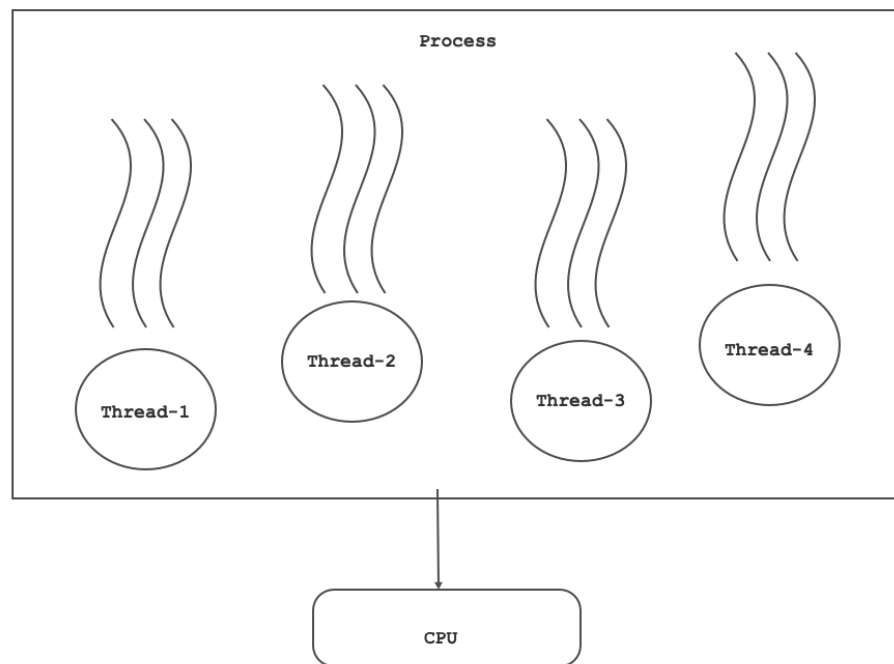 Process
Thread-1
Thread-2
Thread-3
Thread-4
CPU